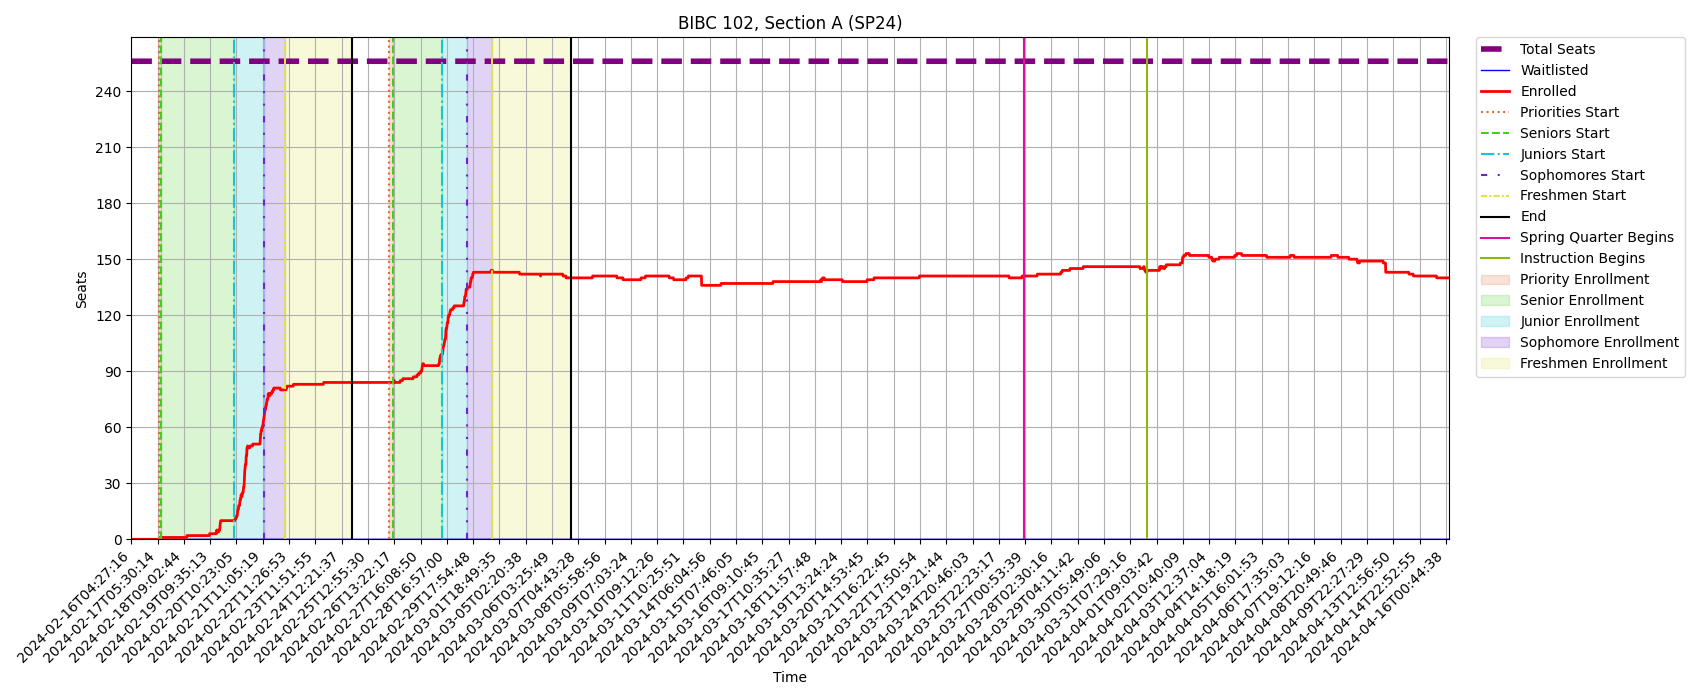 BIBC 102, Section A (SP24)
Seats
240
210
180
150
120
90
60
30
0
2024-02-16T04:27:16
2024-02-17T05:30:14
2024-02-18T09:02:44
2024-02-19T09:35:13
2024-02-20T10:23:05
2024-02-21T11:05:19
2024-02-22T11:26:53
2024-02-23T11:51:55
2024-02-24T12:21:37
2024-02-25T12:55:30
2024-02-26T13:22:17
2024-02-27T16:08:50
2024-02-28T16:57:00
2024-02-29T17:54:48
2024-03-01T18:49:35
2024-03-05T02:20:38
2024-03-06T03:25:49
2024-03-07T04:43:28
2024-03-08T05:58:56
2024-03-09T07:03:24
2024-03-10T09:12:26
2024-03-11T10:25:51
2024-03-14T06:04:56
2024-03-15T07:46:05
2024-03-16T09:10:45
2024-03-17T10:35:27
2024-03-18T11:57:48
2024-03-19T13:24:24
2024-03-20T14:53:45
2024-03-21T16:22:45
2024-03-22T17:50:54
2024-03-23T19:21:44
2024-03-24T20:46:03
2024-03-25T22:23:17
2024-03-27T00:53:39
2024-03-28T02:30:16
2024-03-29T04:11:42
2024-03-30T05:49:06
2024-03-31T07:29:16
2024-04-01T09:03:42
2024-04-02T10:40:09
2024-04-03T12:37:04
2024-04-04T14:18:19
2024-04-05T16:01:53
2024-04-06T17:35:03
2024-04-07T19:12:16
2024-04-08T20:49:46
2024-04-09T22:27:29
2024-04-13T12:56:50
2024-04-14T22:52:55
2024-04-16T00:44:38
Time
Total Seats
Waitlisted
Enrolled
Priorities Start
Seniors Start
Juniors Start
Sophomores Start
Freshmen Start
End
Spring Quarter Begins
Instruction Begins
Priority Enrollment
Senior Enrollment
Junior Enrollment
Sophomore Enrollment
Freshmen Enrollment